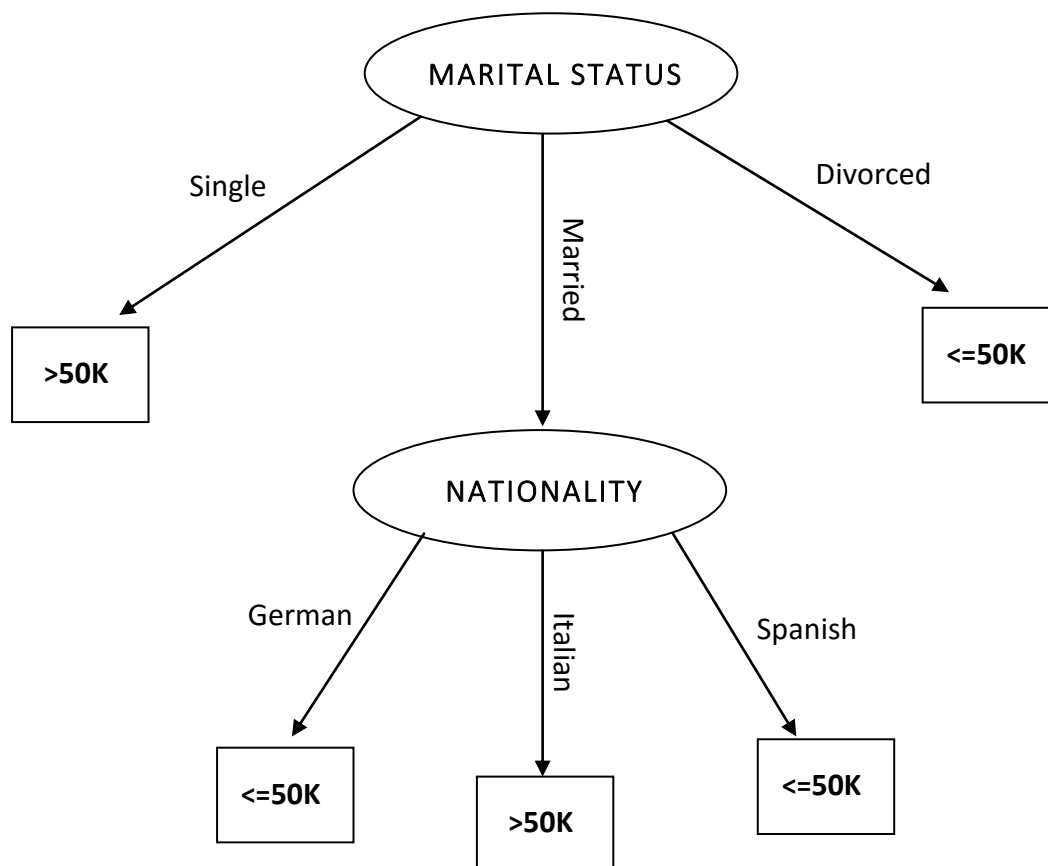 MARITAL STATUS
Single
Married
Divorced
>50K
<=50K
NATIONALITY
German
Italian
Spanish
<=50K
>50K
<=50K